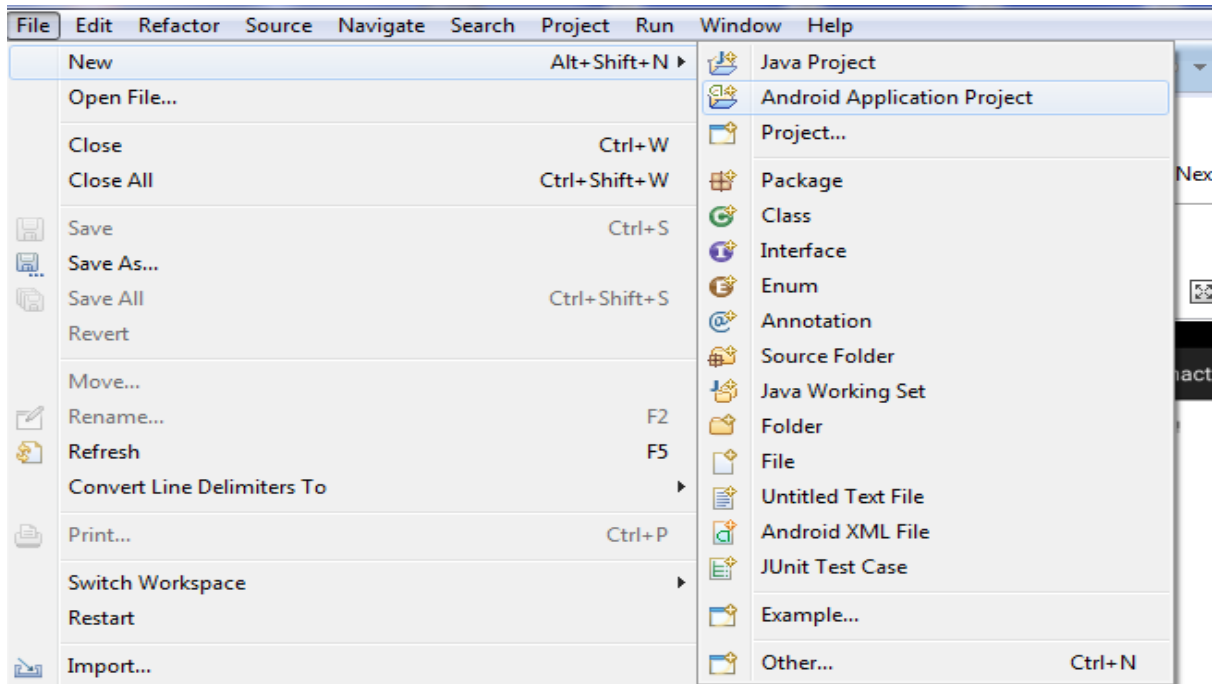 File Edit Refactor Source Navigate Search Project Run Window Help
New Alt+Shift+N
Open File...
Close Ctrl+W
Close All Ctrl+Shift+W
Save Ctrl+S
Save As...
Save All Ctrl+Shift+S
Revert
Move...
Rename... F2
Refresh F5
Convert Line Delimiters To
Print... Ctrl+P
Switch Workspace
Restart
Import...
Java Project
Android Application Project
Project...
Package
Class
Interface
Enum
Annotation
Source Folder
Java Working Set
Folder
File
Untitled Text File
Android XML File
JUnit Test Case
Example...
Other... Ctrl+N
Nex